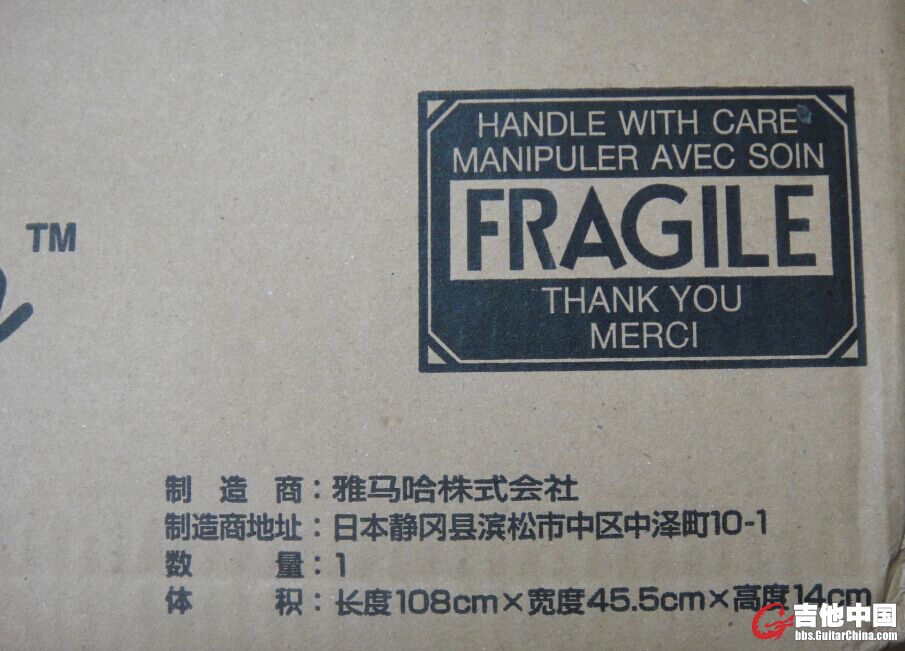 HANDLE WITH CARE
MANIPULER AVEC SOIN
FRAGILE
THANK YOU
MERCI
TM
制造商：雅马哈株式会社
制造商地址：日本静冈县滨松市中区中泽町10-1
数量：1
体积：长度108cm×宽度45.5cm×高度14cm
吉他中国
bbs.GuitarChina.com